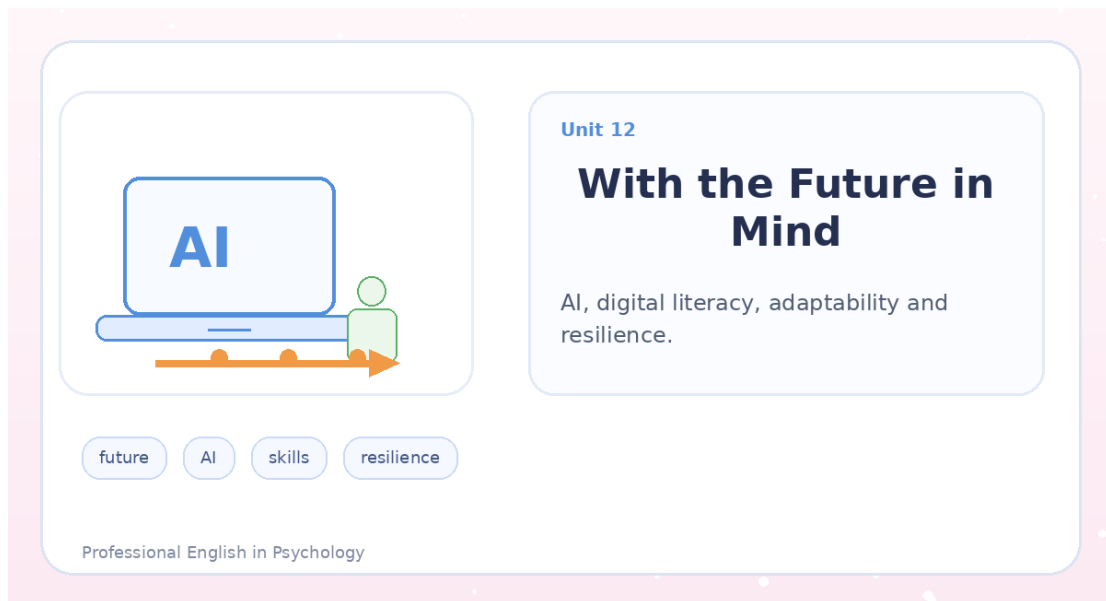 AI
Unit 12
With the Future in
Mind
AI, digital literacy, adaptability and
resilience.
future
AI
skills
resilience
Professional English in Psychology